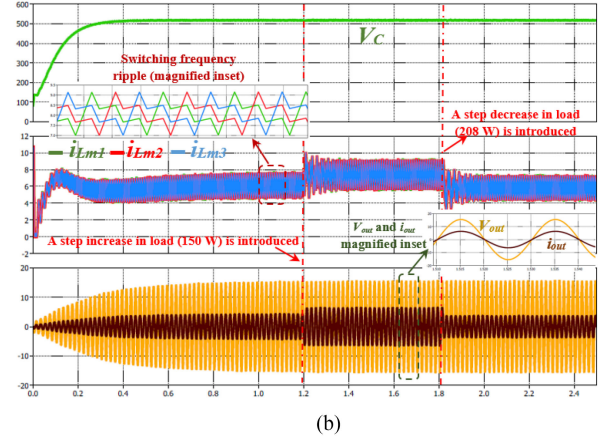 600
500
400
300
200
100
0
V_C
Switching frequency
ripple (magnified inset)
A step decrease in load
(208 W) is introduced
12
10
8
6
4
2
0
-2
i_Lm1 i_Lm2 i_Lm3
A step increase in load (150 W) is introduced
V_out and i_out
magnified inset
V_out
i_out
20
10
0
-10
-20
0.0 0.2 0.4 0.6 0.8 1.0 1.2 1.4 1.6 1.8 2.0 2.2 2.4
(b)